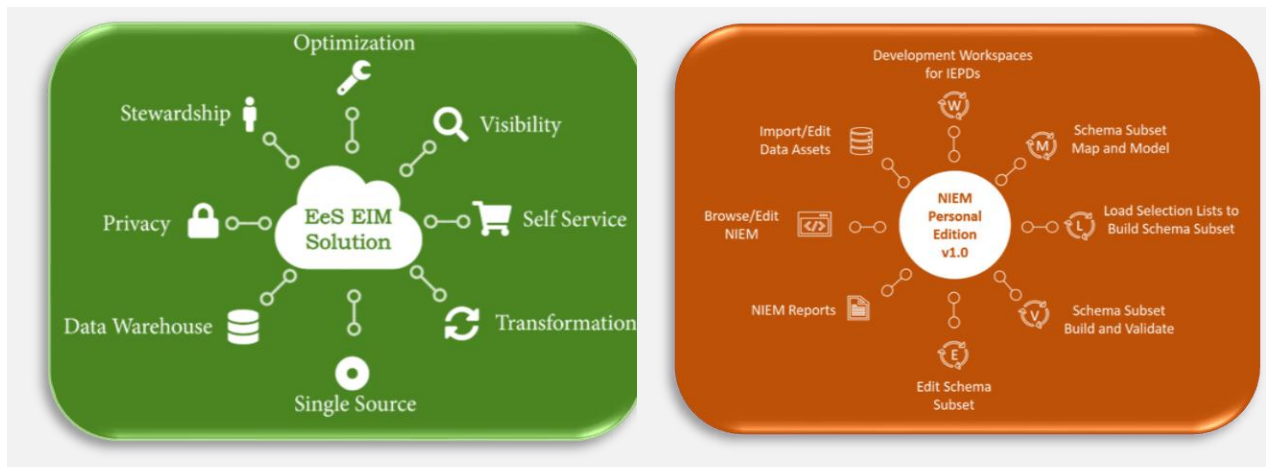 Optimization
Stewardship
Visibility
EeS EIM
Solution
Privacy
Self Service
Data Warehouse
Transformation
Single Source
Development Workspaces
for IEPDs
W
Import/Edit
Data Assets
Schema Subset
Map and Model
M
NIEM
Personal
Edition
v1.0
Browse/Edit
NIEM
</>
Load Selection Lists to
Build Schema Subset
L
NIEM Reports
Schema Subset
Build and Validate
V
E
Edit Schema
Subset